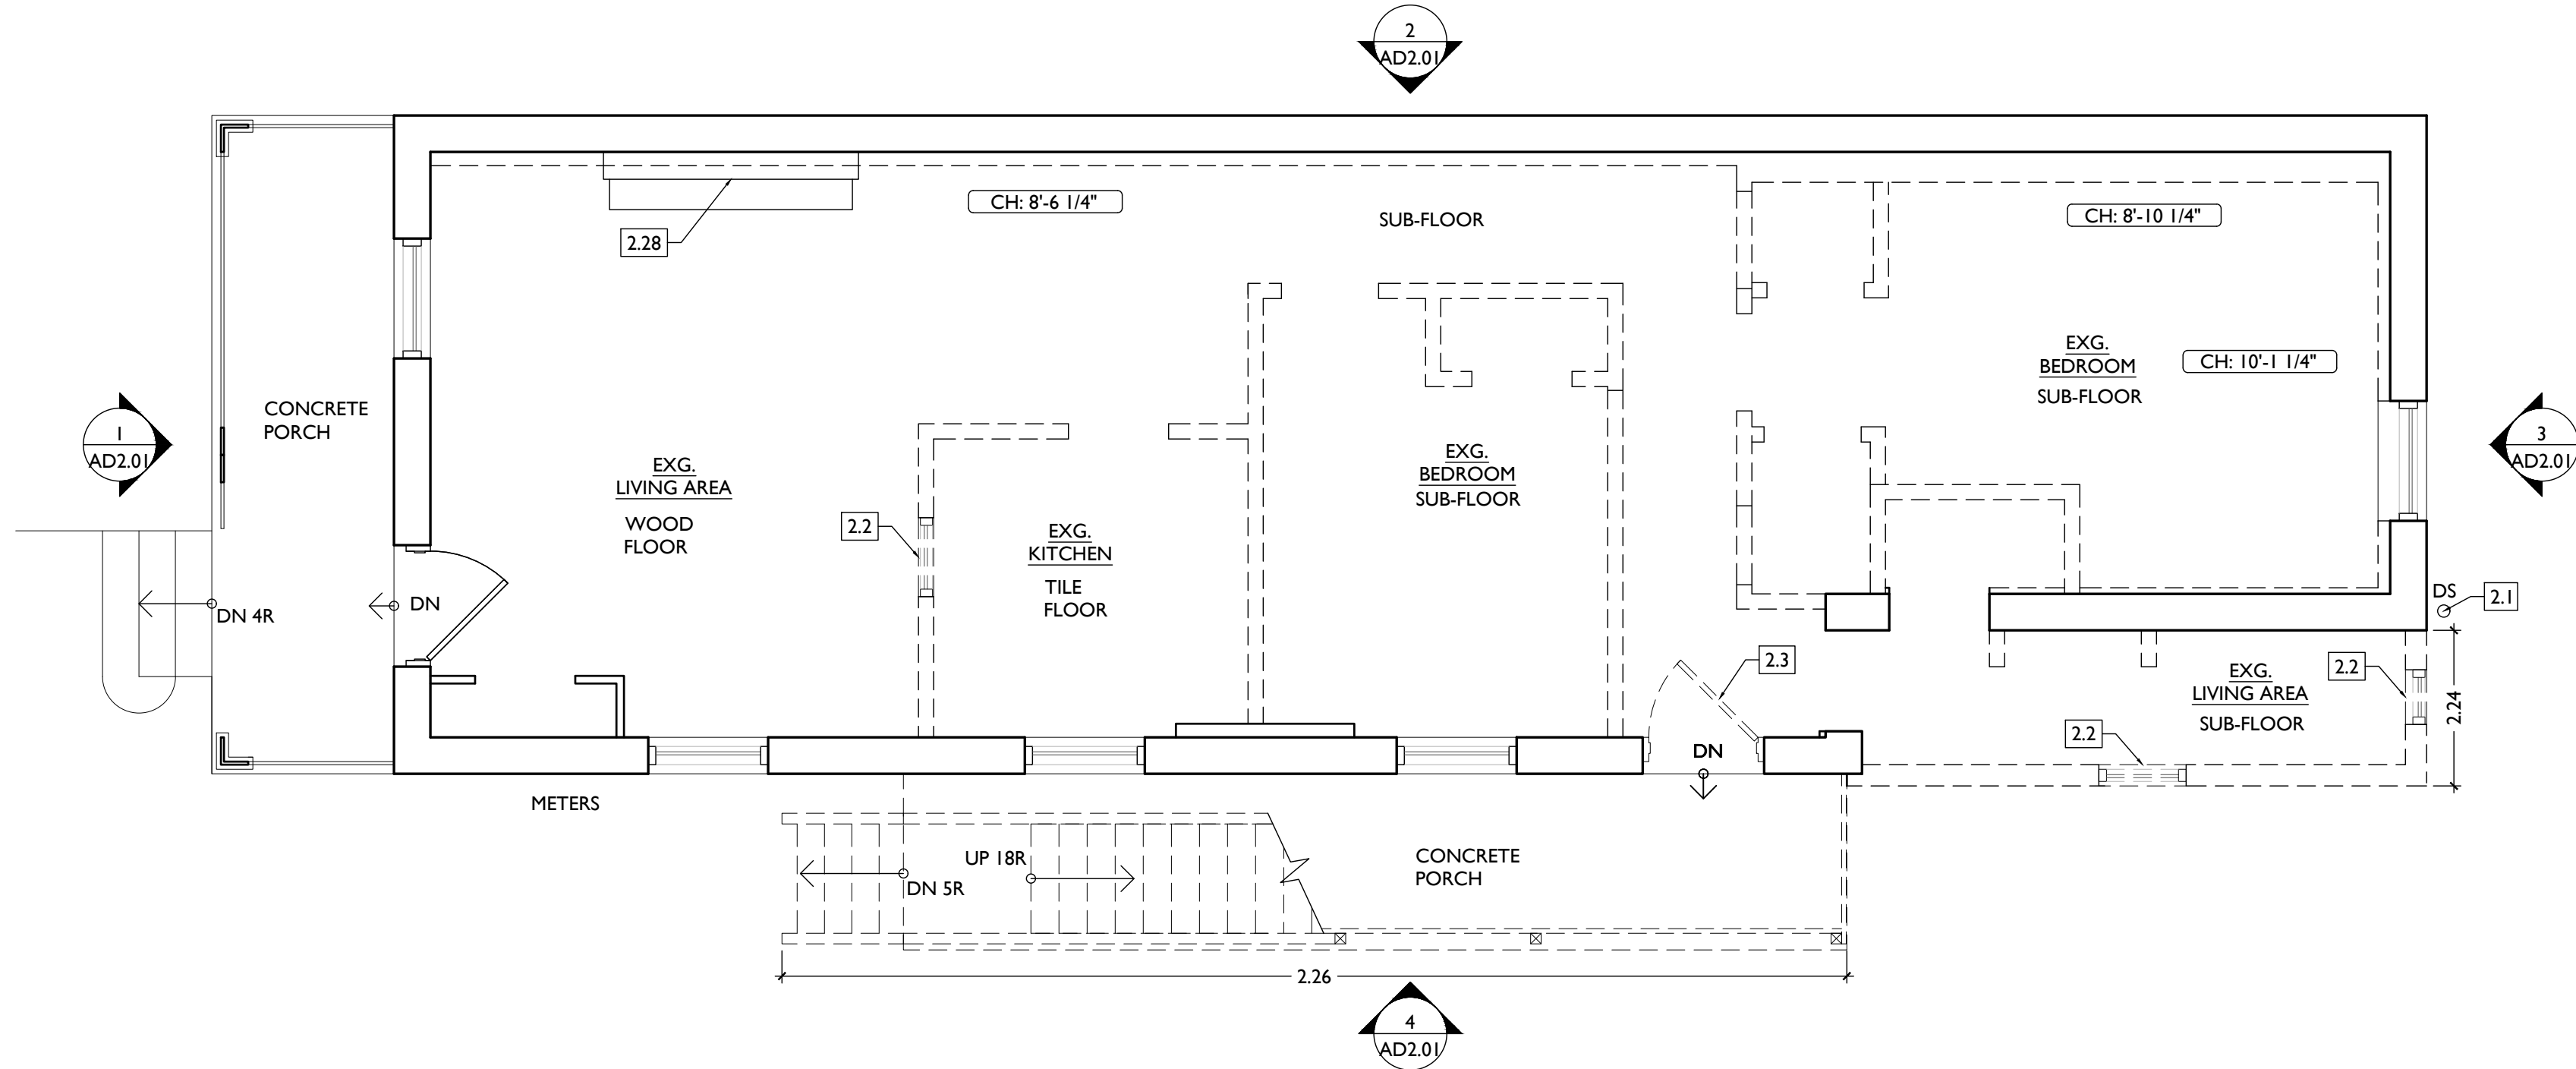 2
AD2.01
CH: 8'-6 1/4"
SUB-FLOOR
CH: 8'-10 1/4"
2.28
EXG.
BEDROOM
SUB-FLOOR
CH: 10'-1 1/4"
CONCRETE
PORCH
1
AD2.01
3
AD2.01
EXG.
LIVING AREA
WOOD
FLOOR
2.2
EXG.
KITCHEN
TILE
FLOOR
EXG.
BEDROOM
SUB-FLOOR
DN 4R
DN
DS
2.1
2.3
EXG.
LIVING AREA
SUB-FLOOR
2.2
2.24
2.2
DN
METERS
UP 18R
DN 5R
CONCRETE
PORCH
2.26
4
AD2.01